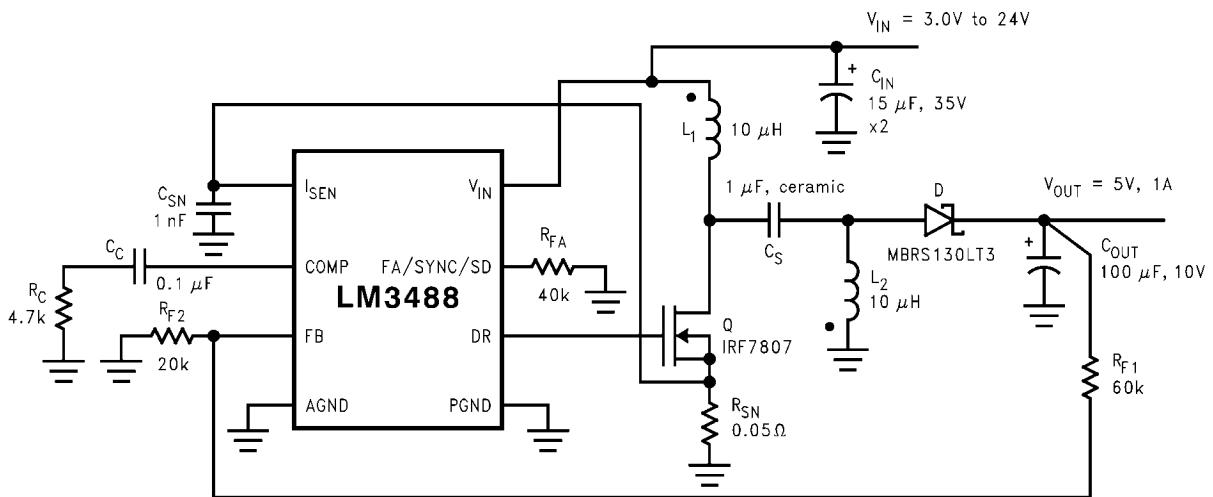 V_IN = 3.0V to 24V
C_IN
15 μF, 35V
x2
L_1
10 μH
I_SEN
V_IN
C_SN
1 nF
1 μF, ceramic
C_S
D
MBRS130LT3
V_OUT = 5V, 1A
C_OUT
100 μF, 10V
C_C
0.1 μF
COMP
FA/SYNC/SD
R_FA
40k
L_2
10 μH
R_C
4.7k
LM3488
R_F2
20k
FB
DR
Q
IRF7807
R_F1
60k
AGND
PGND
R_SN
0.05Ω